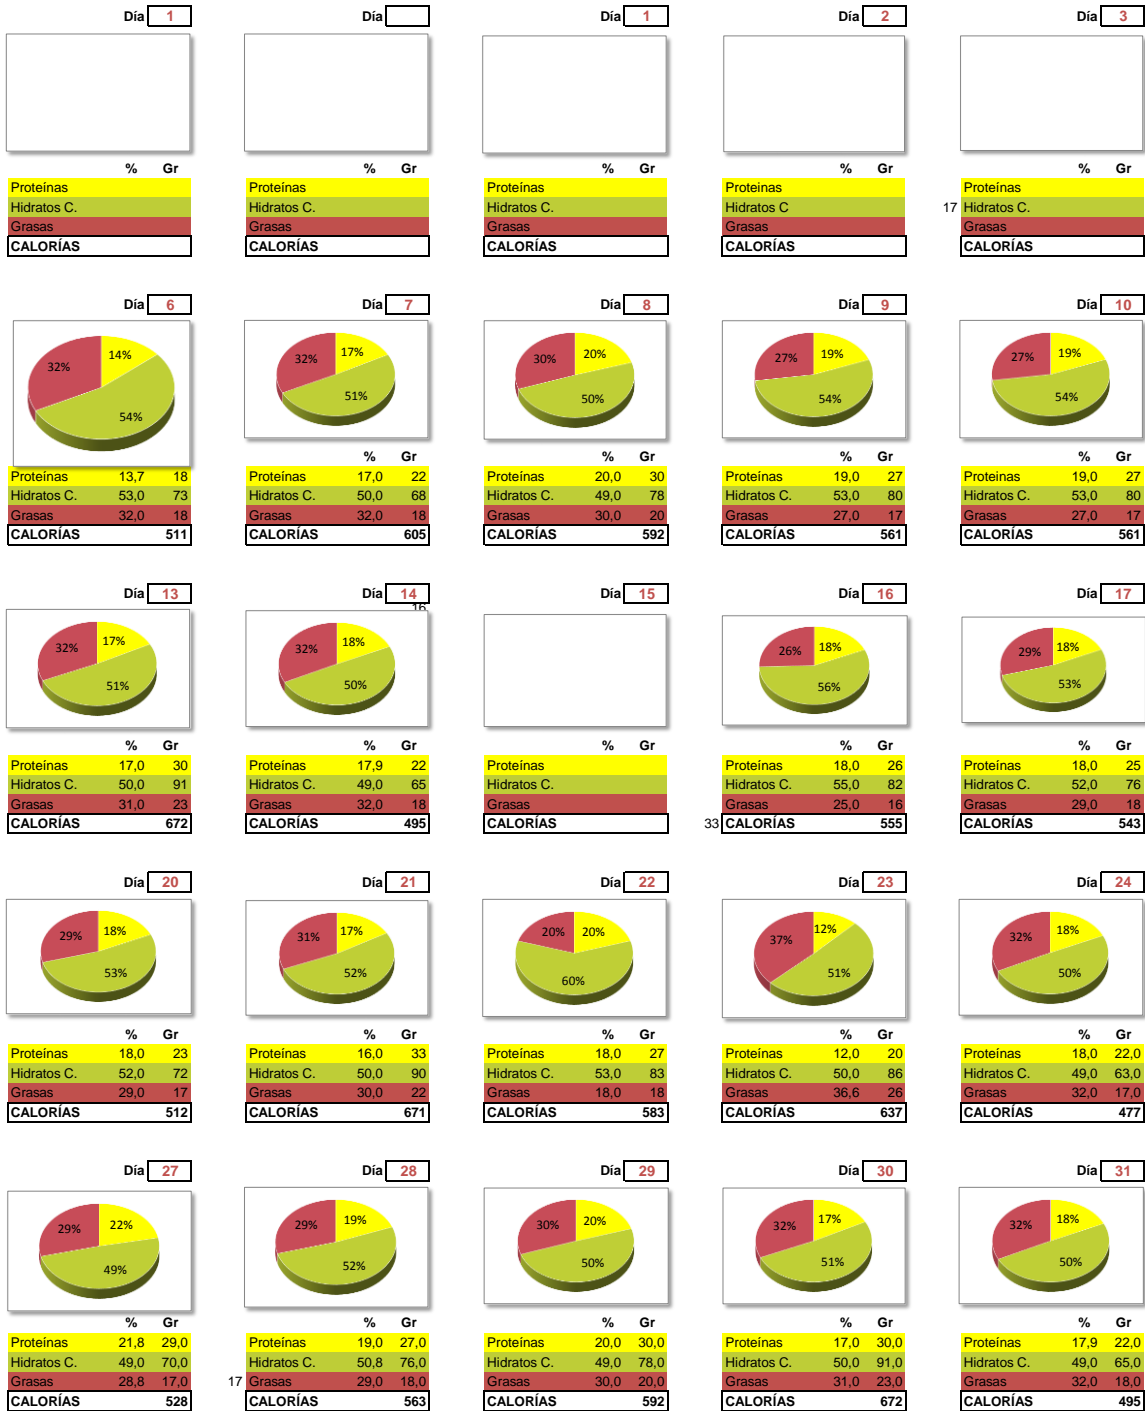 Día 1 Día Día 1 Día 2 Día 3
% Gr % Gr % Gr % Gr % Gr
Proteínas Proteínas Proteínas Proteinas Proteínas
Hidratos C. Hidratos C. Hidratos C. Hidratos C 17 Hidratos C.
Grasas Grasas Grasas Grasas Grasas
CALORÍAS CALORÍAS CALORÍAS CALORÍAS CALORÍAS
Día 6 Día 7 Día 8 Día 9 Día 10
32% 14% 32% 17% 30% 20% 27% 19% 27% 19%
54% 51% 50% 54% 54%
% Gr % Gr % Gr % Gr
Proteínas 13,7 18 Proteínas 17,0 22 Proteínas 20,0 30 Proteínas 19,0 27 Proteínas 19,0 27
Hidratos C. 53,0 73 Hidratos C. 50,0 68 Hidratos C. 49,0 78 Hidratos C. 53,0 80 Hidratos C. 53,0 80
Grasas 32,0 18 Grasas 32,0 18 Grasas 30,0 20 Grasas 27,0 17 Grasas 27,0 17
CALORÍAS 511 CALORÍAS 605 CALORÍAS 592 CALORÍAS 561 CALORÍAS 561
Día 13 Día 14 Día 15 Día 16 Día 17
16
32% 17% 32% 18% 26% 18% 29% 18%
51% 50% 56% 53%
% Gr % Gr % Gr % Gr % Gr
Proteínas 17,0 30 Proteínas 17,9 22 Proteínas Proteínas 18,0 26 Proteínas 18,0 25
Hidratos C. 50,0 91 Hidratos C. 49,0 65 Hidratos C. Hidratos C. 55,0 82 Hidratos C. 52,0 76
Grasas 31,0 23 Grasas 32,0 18 Grasas Grasas 25,0 16 Grasas 29,0 18
CALORÍAS 672 CALORÍAS 495 CALORÍAS 33 CALORÍAS 555 CALORÍAS 543
Día 20 Día 21 Día 22 Día 23 Día 24
29% 18% 31% 17% 20% 20% 37% 12% 32% 18%
53% 52% 60% 51% 50%
% Gr % Gr % Gr % Gr % Gr
Proteínas 18,0 23 Proteínas 16,0 33 Proteínas 18,0 27 Proteínas 12,0 20 Proteínas 18,0 22,0
Hidratos C. 52,0 72 Hidratos C. 50,0 90 Hidratos C. 53,0 83 Hidratos C. 50,0 86 Hidratos C. 49,0 63,0
Grasas 29,0 17 Grasas 30,0 22 Grasas 18,0 18 Grasas 36,6 26 Grasas 32,0 17,0
CALORÍAS 512 CALORÍAS 671 CALORÍAS 583 CALORÍAS 637 CALORÍAS 477
Día 27 Día 28 Día 29 Día 30 Día 31
29% 22% 29% 19% 30% 20% 32% 17% 32% 18%
49% 52% 50% 51% 50%
% Gr % Gr % Gr % Gr % Gr
Proteínas 21,8 29,0 Proteínas 19,0 27,0 Proteínas 20,0 30,0 Proteínas 17,0 30,0 Proteínas 17,9 22,0
Hidratos C. 49,0 70,0 Hidratos C. 50,8 76,0 Hidratos C. 49,0 78,0 Hidratos C. 50,0 91,0 Hidratos C. 49,0 65,0
Grasas 28,8 17,0 17 Grasas 29,0 18,0 Grasas 30,0 20,0 Grasas 31,0 23,0 Grasas 32,0 18,0
CALORÍAS 528 CALORÍAS 563 CALORÍAS 592 CALORÍAS 672 CALORÍAS 495